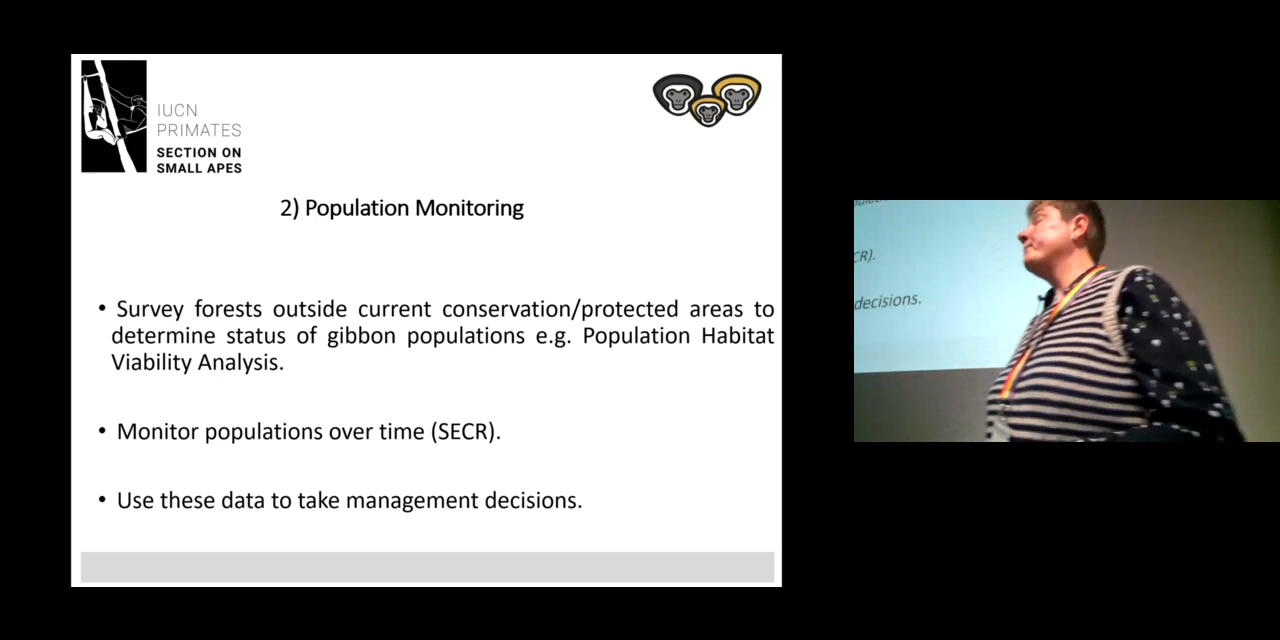 IUCN
PRIMATES
SECTION ON
SMALL APES
2) Population Monitoring
• Survey forests outside current conservation/protected areas to
determine status of gibbon populations e.g. Population Habitat
Viability Analysis.
• Monitor populations over time (SECR).
• Use these data to take management decisions.
CR).
decisions.